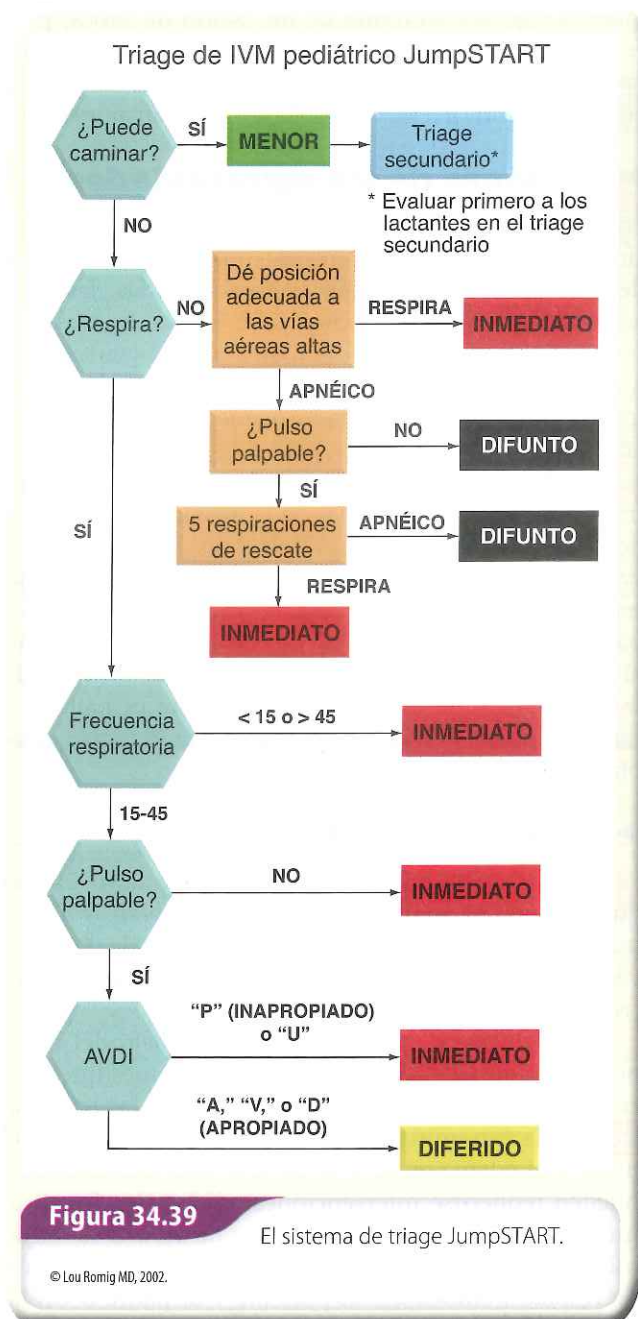 Triage de IVM pediátrico JumpSTART
¿Puede
caminar?
SÍ
MENOR
Triage
secundario*
* Evaluar primero a los
lactantes en el triage
secundario
NO
¿Respira?
NO
Dé posición
adecuada a
las vías
aéreas altas
RESPIRA
INMEDIATO
APNÉICO
¿Pulso
palpable?
NO
DIFUNTO
SÍ
5 respiraciones
de rescate
APNÉICO
DIFUNTO
RESPIRA
INMEDIATO
SÍ
Frecuencia
respiratoria
< 15 o > 45
INMEDIATO
15-45
¿Pulso
palpable?
NO
INMEDIATO
SÍ
AVDI
“P” (INAPROPIADO)
o “U”
INMEDIATO
“A,” “V,” o “D”
(APROPIADO)
DIFERIDO
Figura 34.39
El sistema de triage JumpSTART.
© Lou Romig MD, 2002.